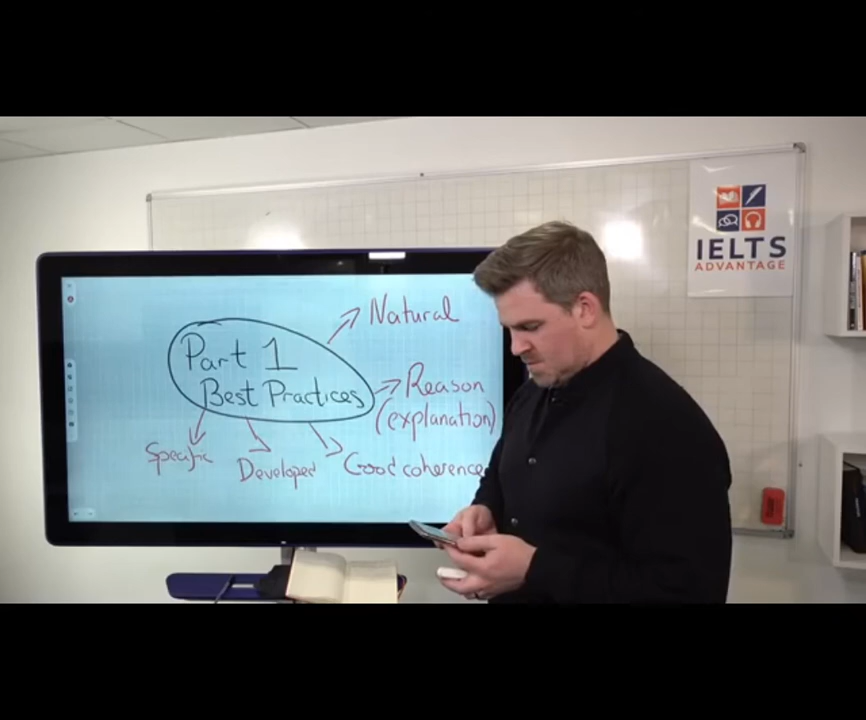 IELTS
ADVANTAGE
Natural
Part 1
Best Practices
Reason
(explanation)
Specific
Developed
Good coherence